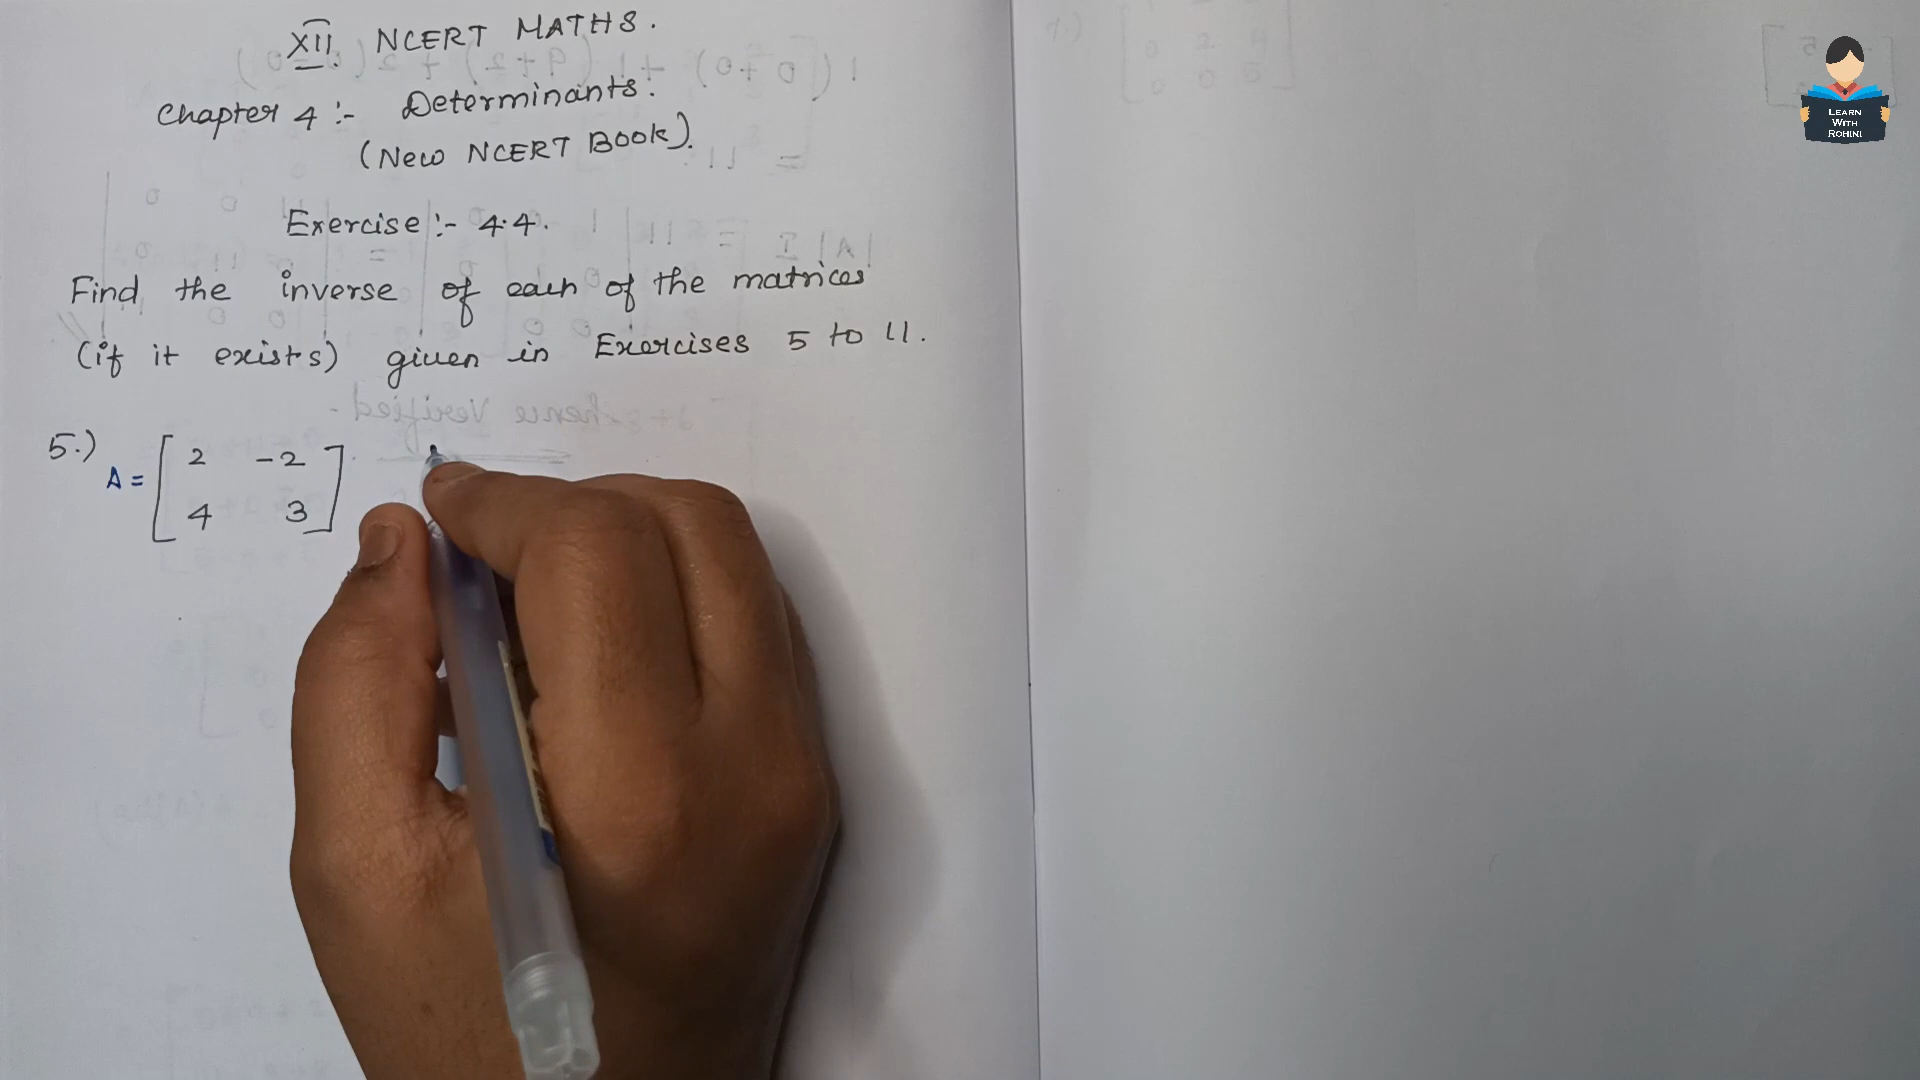 XII NCERT MATHS.
Chapter 4 :- Determinants.
(New NCERT Book).
Exercise :- 4.4.
Find the inverse of each of the matrices
(if it exists) given in Exercises 5 to 11.
5.) A = [ 2 -2
4 3 ]
LEARN
WITH
ROHINI